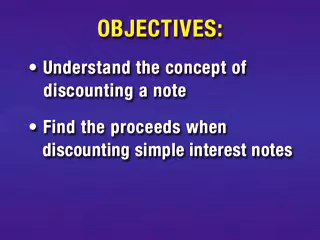 OBJECTIVES:
• Understand the concept of
discounting a note
• Find the proceeds when
discounting simple interest notes